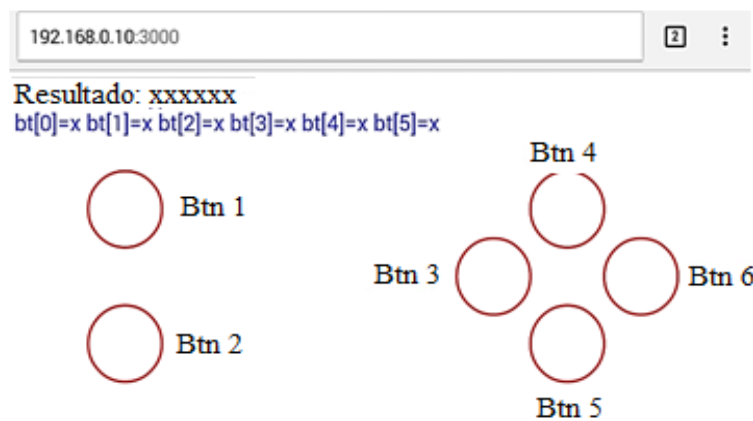 192.168.0.10:3000
2
Resultado: xxxxxx
bt[0]=x bt[1]=x bt[2]=x bt[3]=x bt[4]=x bt[5]=x
Btn 4
Btn 1
Btn 3
Btn 6
Btn 2
Btn 5